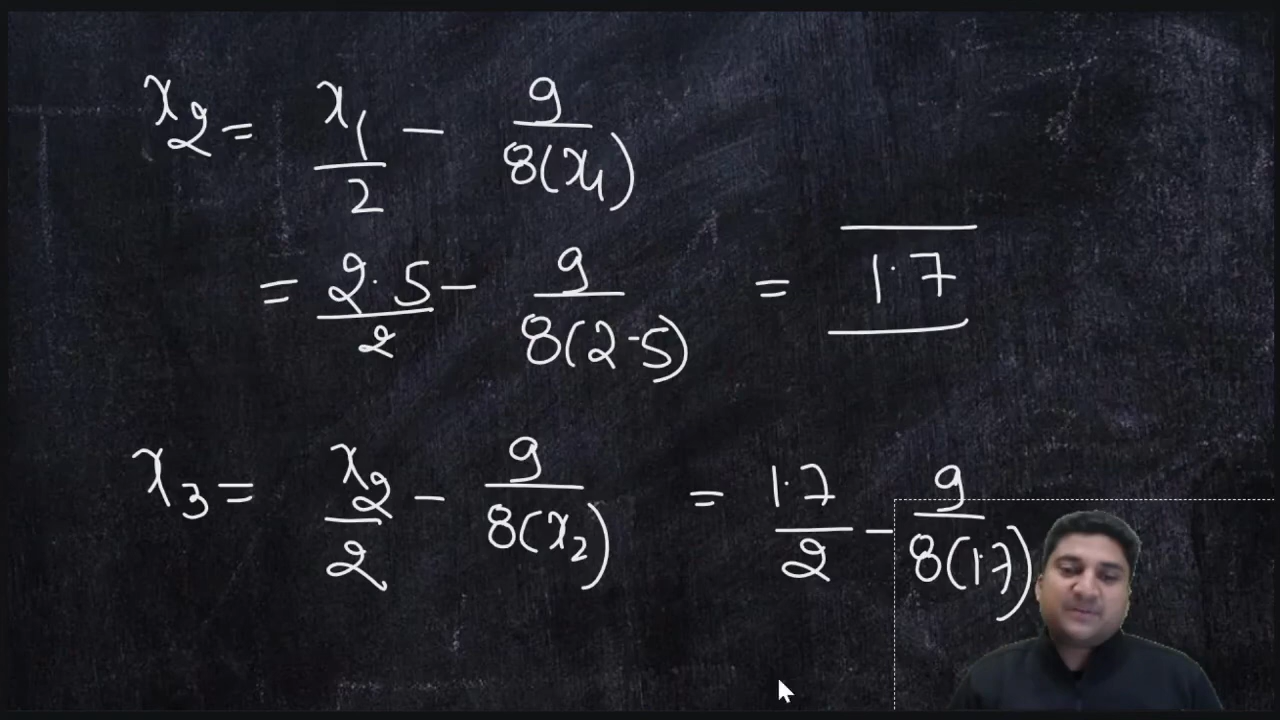 x₂ = x₁/2 - 9/8(x₁)
= 2.5/2 - 9/8(2.5) = 1.7
x₃ = x₂/2 - 9/8(x₂) = 1.7/2 - 9/8(1.7)